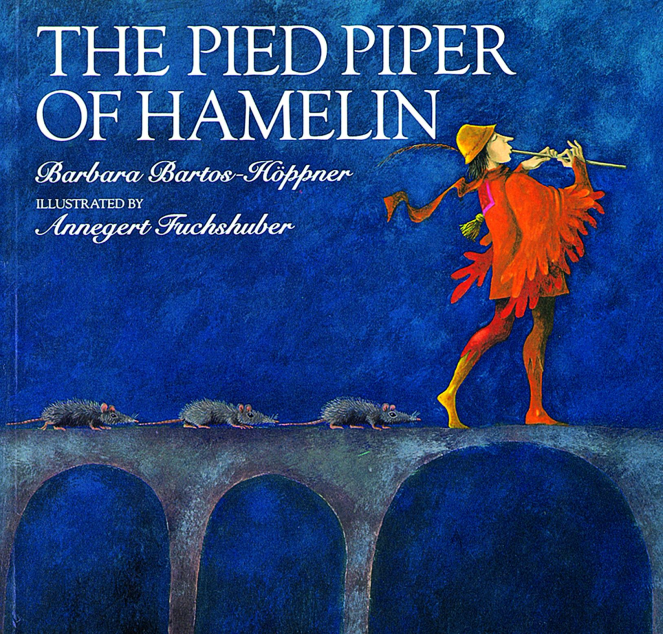 THE PIED PIPER
OF HAMELIN
Barbara Bartos-Höppner
ILLUSTRATED BY
Annegert Fuchshuber